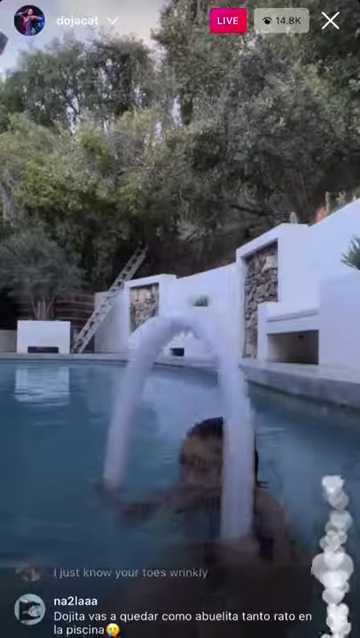 dojacat
LIVE
14.8K
I just know your toes wrinkly
na2laaa
Dojita vas a quedar como abuelita tanto rato en
la piscina🤫